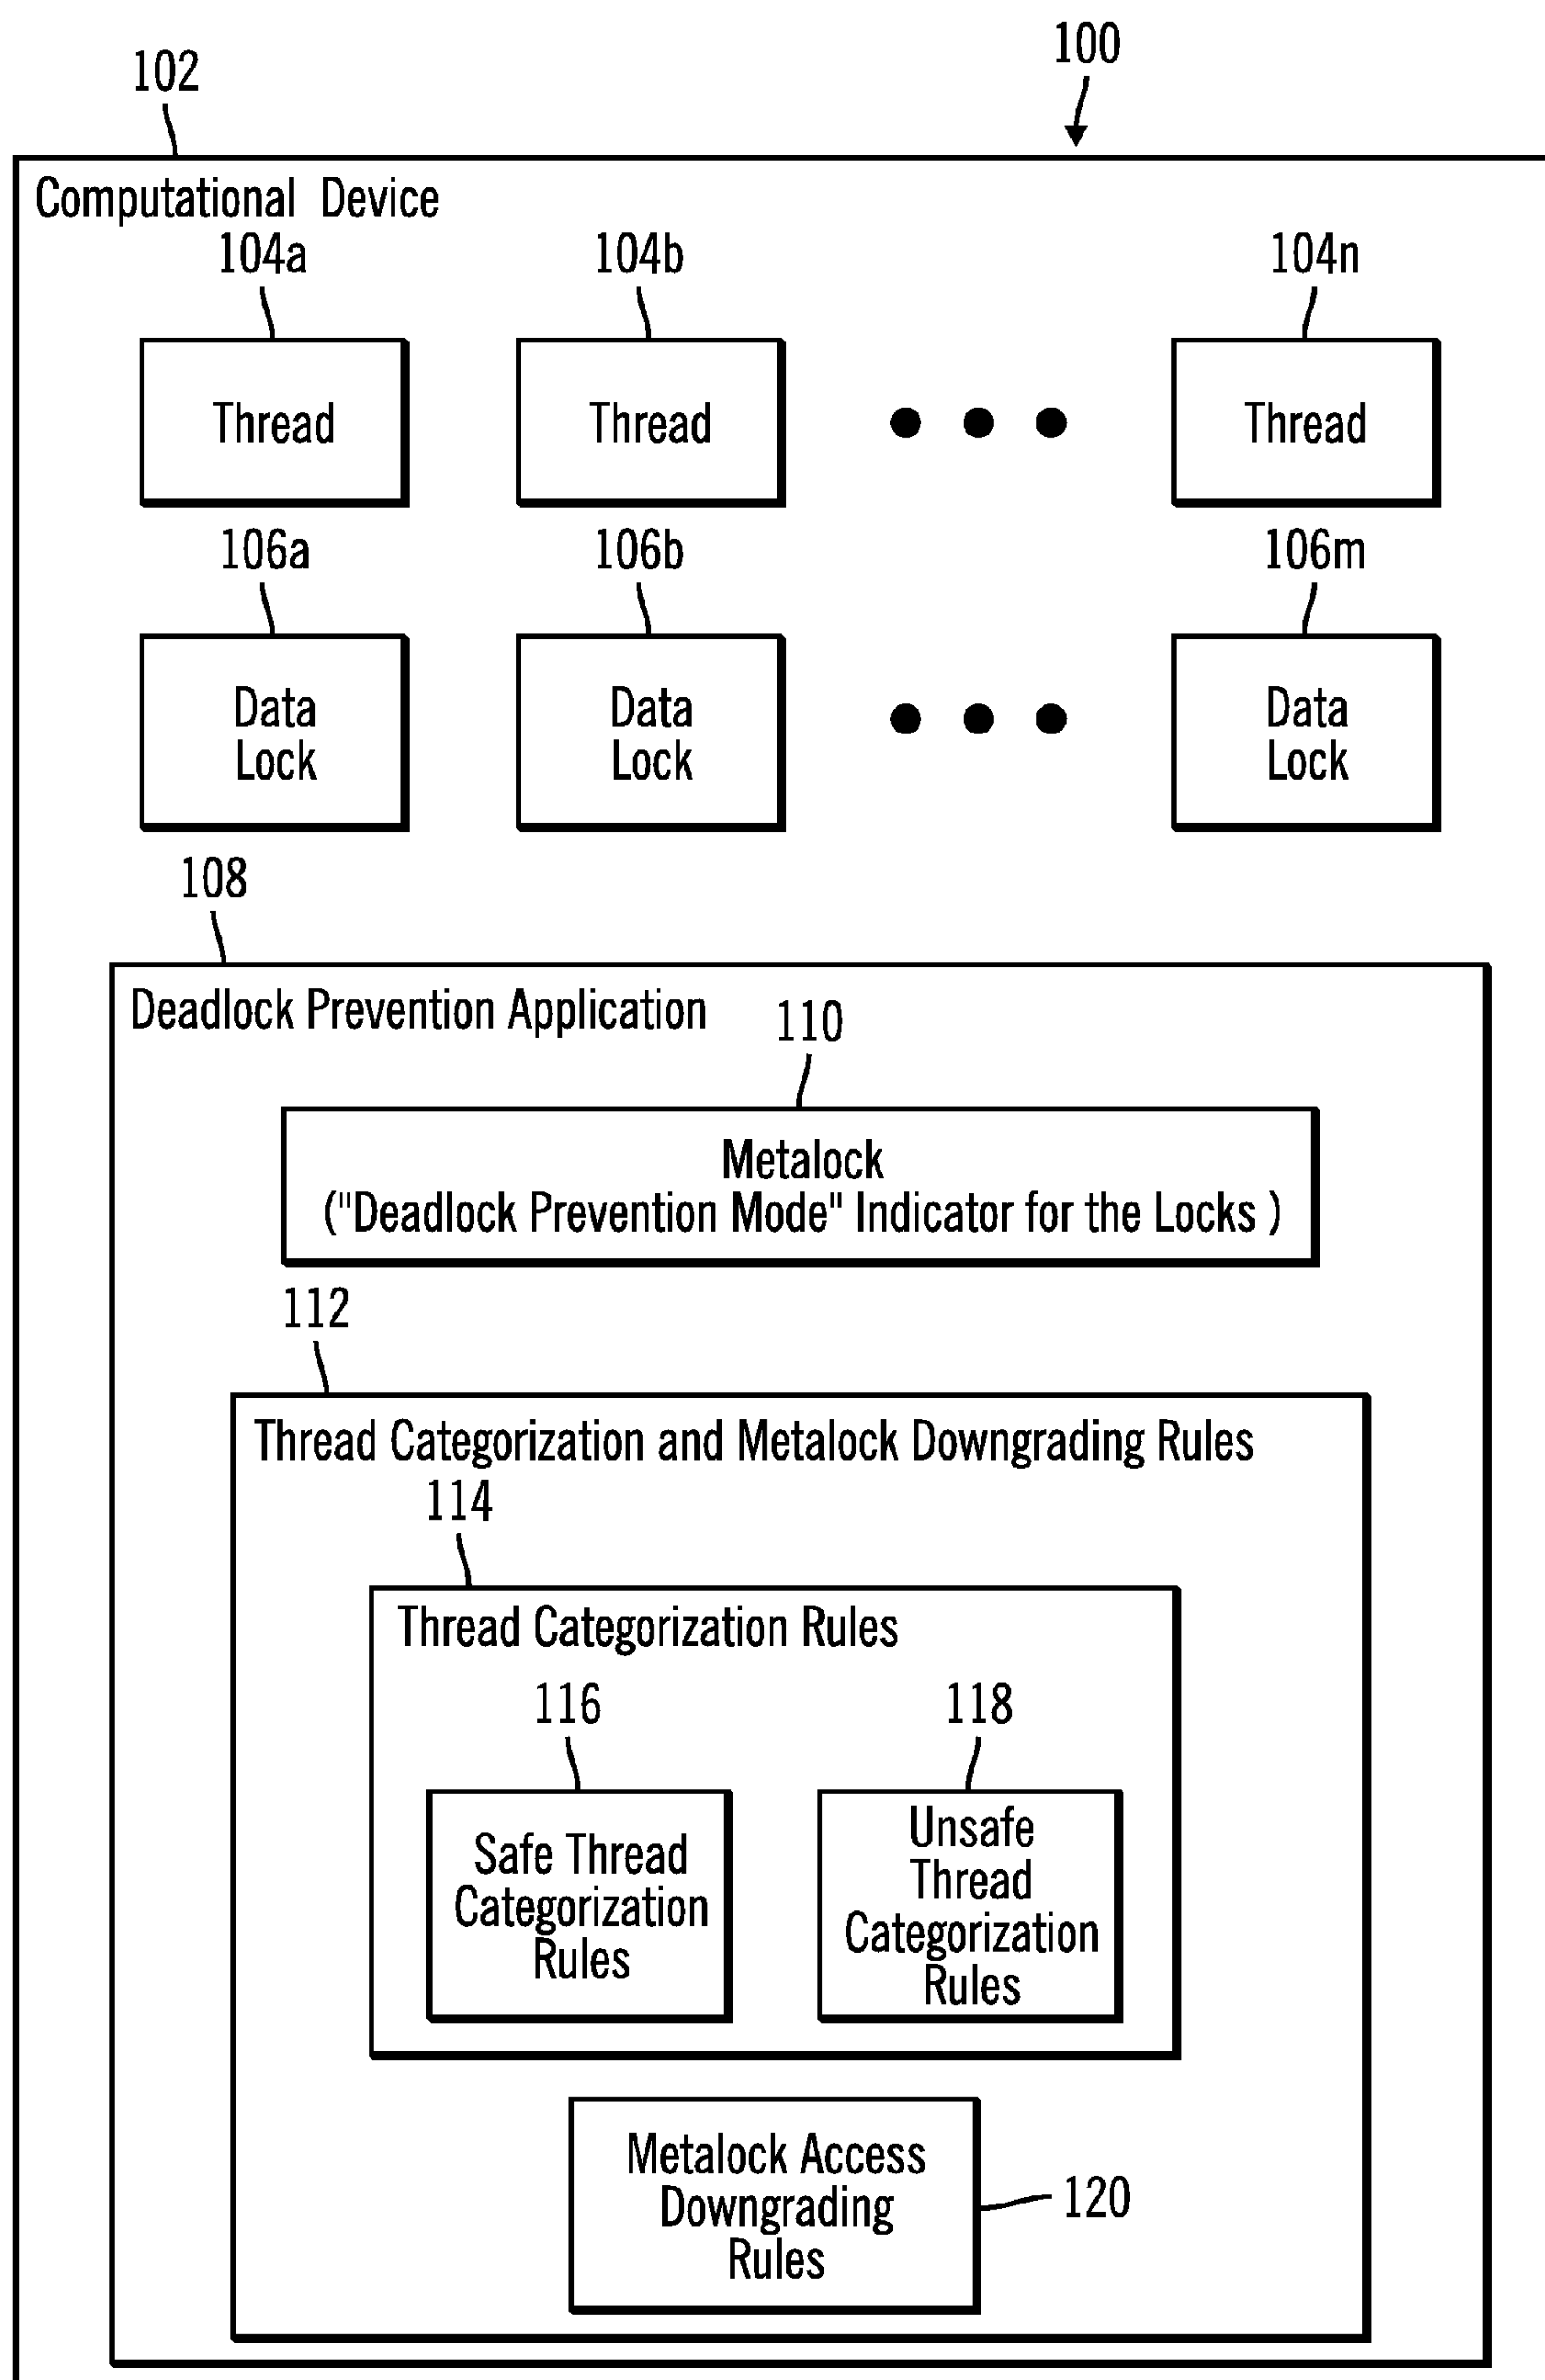 100
102
Computational Device
104a
104b
104n
Thread
Thread
Thread
106a
106b
106m
Data
Lock
Data
Lock
Data
Lock
108
Deadlock Prevention Application
110
Metalock
("Deadlock Prevention Mode" Indicator for the Locks )
112
Thread Categorization and Metalock Downgrading Rules
114
Thread Categorization Rules
116
118
Safe Thread
Categorization
Rules
Unsafe
Thread
Categorization
Rules
Metalock Access
Downgrading
Rules
120